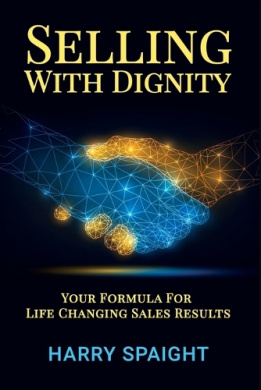 Selling
With Dignity
Your Formula For
Life Changing Sales Results
HARRY SPAIGHT